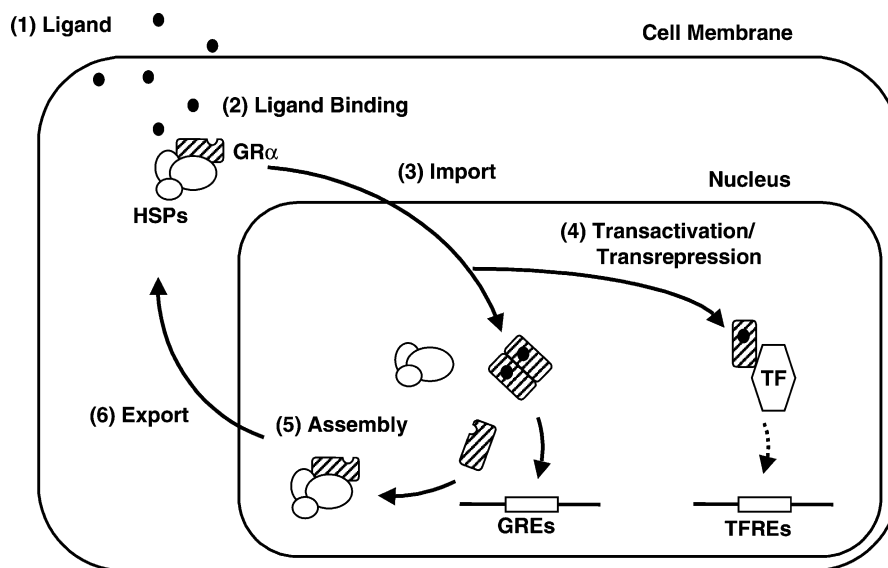 (1) Ligand
Cell Membrane
(2) Ligand Binding
GRα
(3) Import
HSPs
Nucleus
(4) Transactivation/
Transrepression
TF
(6) Export
(5) Assembly
GREs
TFREs